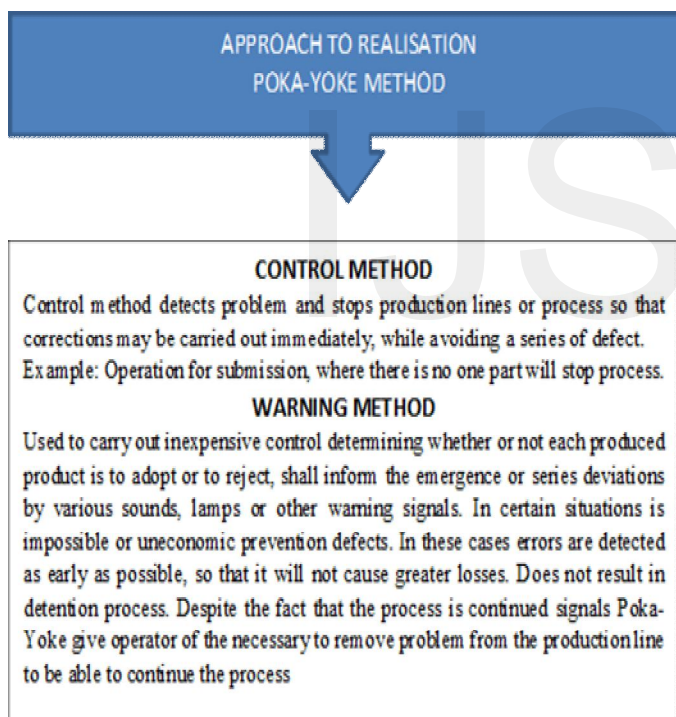 APPROACH TO REALISATION
POKA-YOKE METHOD
IJS
CONTROL METHOD
Control method detects problem and stops production lines or process so that
corrections may be carried out immediately, while avoiding a series of defect.
Example: Operation for submission, where there is no one part will stop process.
WARNING METHOD
Used to carry out inexpensive control determining whether or not each produced
product is to adopt or to reject, shall inform the emergence or series deviations
by various sounds, lamps or other warning signals. In certain situations is
impossible or uneconomic prevention defects. In these cases errors are detected
as early as possible, so that it will not cause greater losses. Does not result in
detention process. Despite the fact that the process is continued signals Poka-
Yoke give operator of the necessary to remove problem from the production line
to be able to continue the process